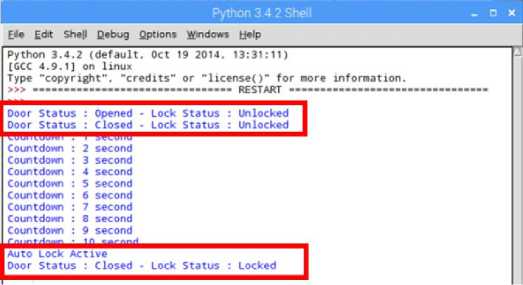 Python 3.4.2 Shell
File Edit Shell Debug Options Windows Help
Python 3.4.2 (default, Oct 19 2014, 13:31:11)
[GCC 4.9.1] on linux
Type "copyright", "credits" or "license()" for more information.
>>> ================================ RESTART ================================
>>>
Door Status : Opened - Lock Status : Unlocked
Door Status : Closed - Lock Status : Unlocked
Countdown : 1 second
Countdown : 2 second
Countdown : 3 second
Countdown : 4 second
Countdown : 5 second
Countdown : 6 second
Countdown : 7 second
Countdown : 8 second
Countdown : 9 second
Countdown : 10 second
Auto Lock Active
Door Status : Closed - Lock Status : Locked